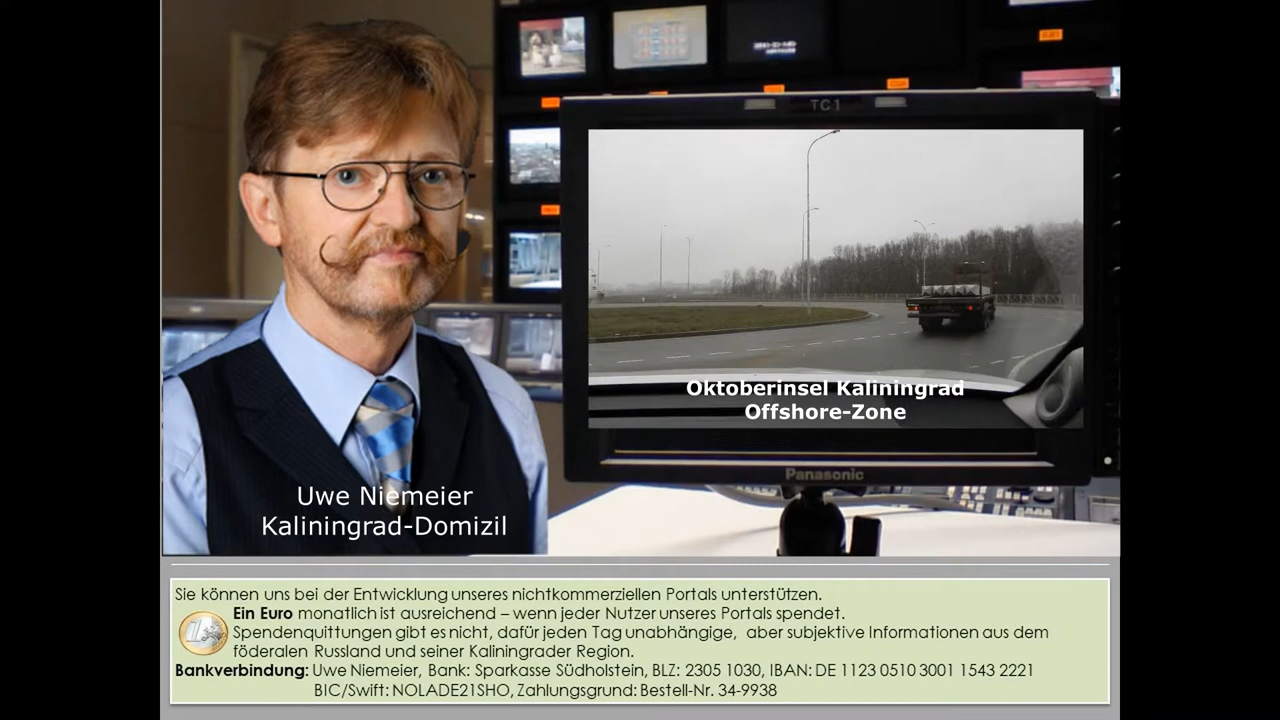 TC1
Oktoberinsel Kaliningrad
Offshore-Zone
Panasonic
Uwe Niemeier
Kaliningrad-Domizil
Sie können uns bei der Entwicklung unseres nichtkommerziellen Portals unterstützen.
Ein Euro monatlich ist ausreichend – wenn jeder Nutzer unseres Portals spendet.
Spendenquittungen gibt es nicht, dafür jeden Tag unabhängige, aber subjektive Informationen aus dem
föderalen Russland und seiner Kaliningrader Region.
Bankverbindung: Uwe Niemeier, Bank: Sparkasse Südholstein, BLZ: 2305 1030, IBAN: DE 1123 0510 3001 1543 2221
BIC/Swift: NOLADE21SHO, Zahlungsgrund: Bestell-Nr. 34-9938